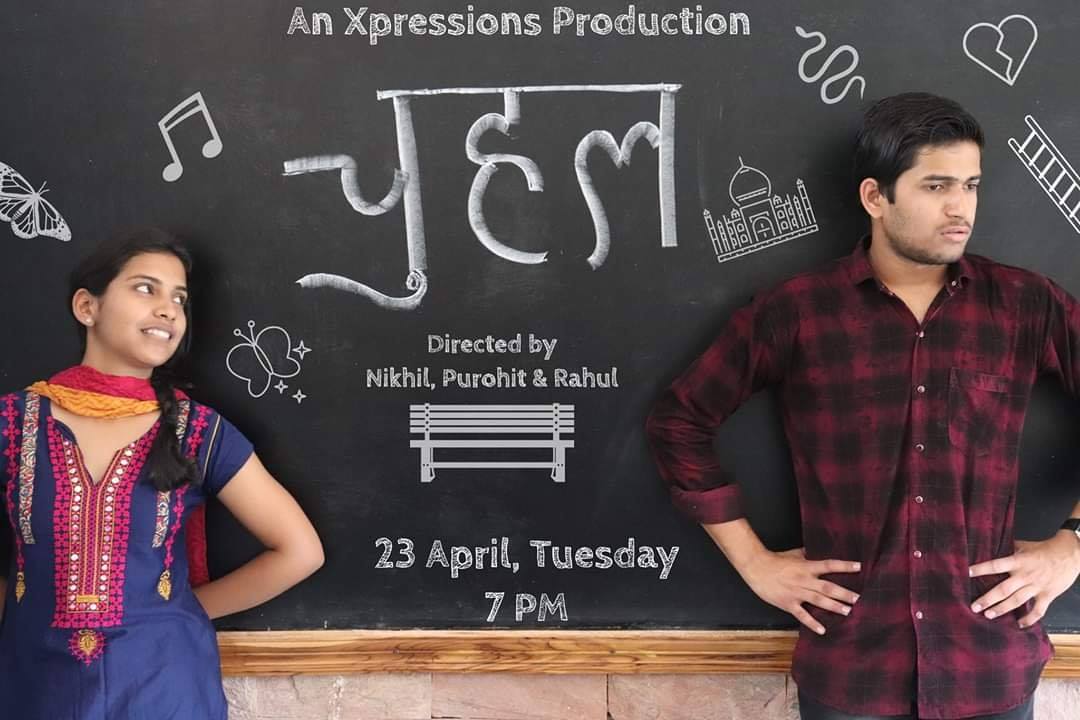 An Xpressions Production
चुहल
Directed by
Nikhil, Purohit & Rahul
23 April, Tuesday
7 PM